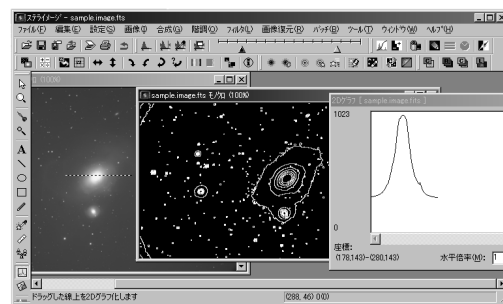 ステライメージ - sample.image.fts
ファイル(F) 編集(E) 設定(S) 画像(I) 合成(G) 階調(O) フィルタ(L) 画像復元(R) バッチ(B) ツール(T) ウィンドウ(W) ヘルプ(H)
(100%)
sample.image.fts モノクロ (100%)
2Dグラフ [ sample.image.fts ]
1023
0
座標:
(178,143)-(280,143)
水平倍率(M): 1
ドラッグした線上を2Dグラフ化します
(288, 46) 0(0)